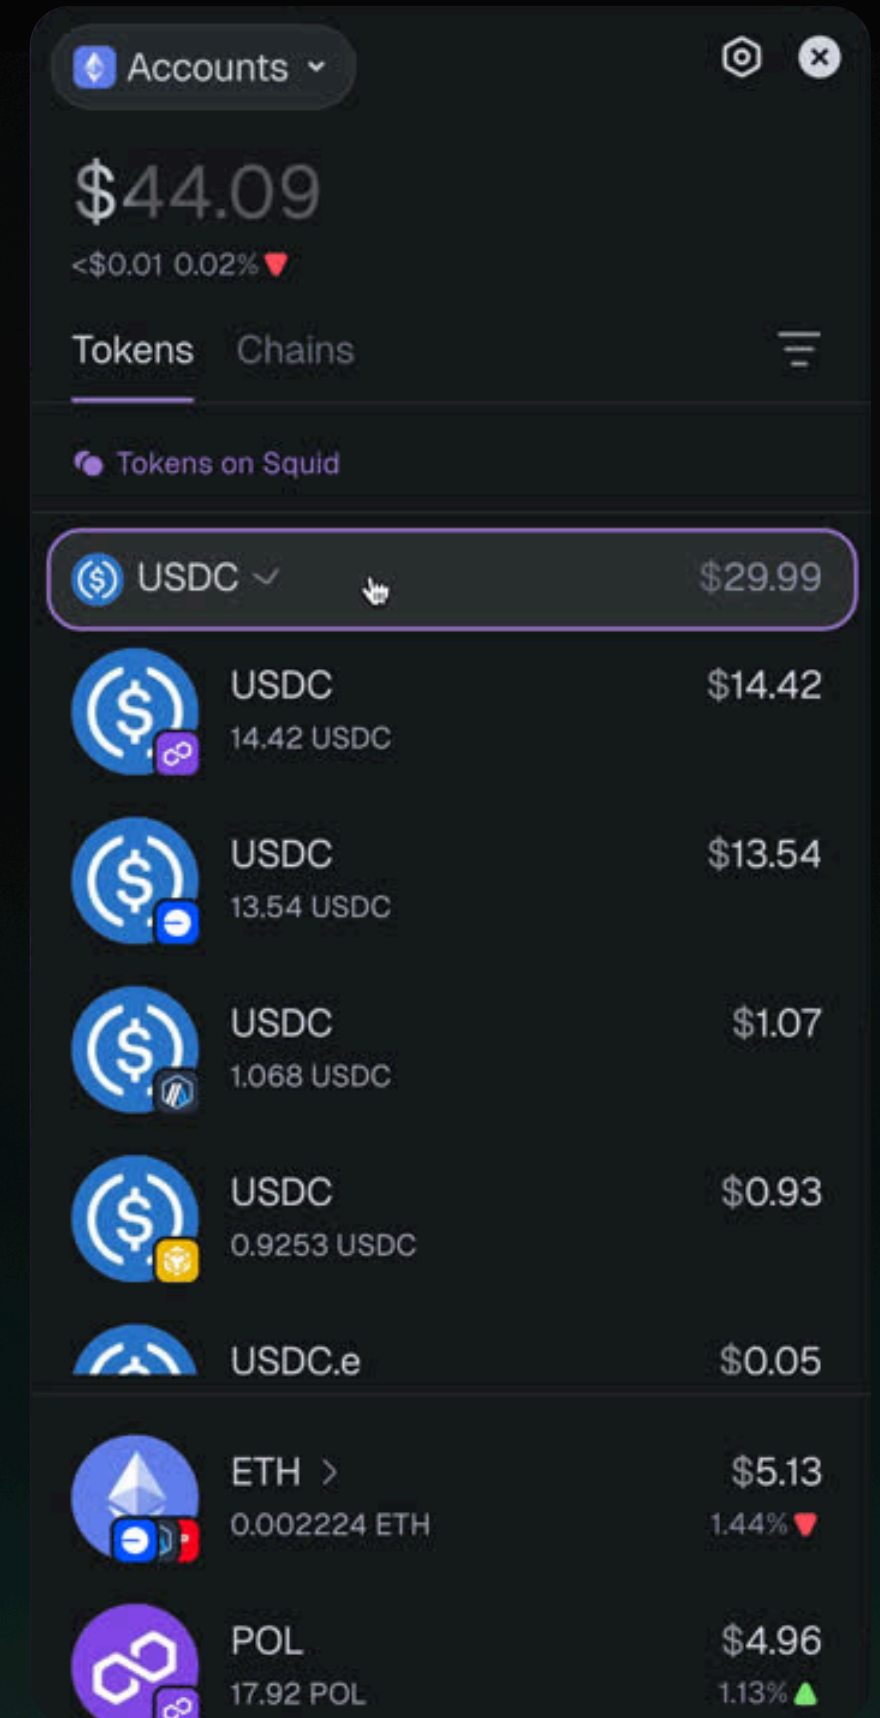 Accounts
$44.09
<$0.01 0.02%
Tokens Chains
Tokens on Squid
USDC $29.99
USDC $14.42
14.42 USDC
USDC $13.54
13.54 USDC
USDC $1.07
1.068 USDC
USDC $0.93
0.9253 USDC
USDC.e $0.05
ETH > $5.13
0.002224 ETH 1.44%
POL $4.96
17.92 POL 1.13%